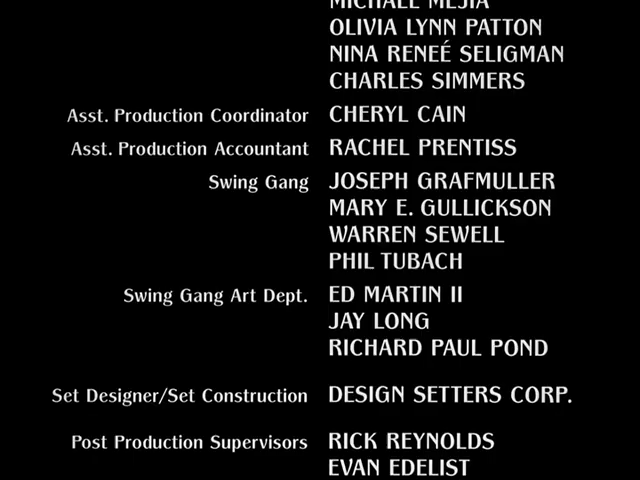 MICHAEL MEJIA
OLIVIA LYNN PATTON
NINA RENEÉ SELIGMAN
CHARLES SIMMERS
Asst. Production Coordinator CHERYL CAIN
Asst. Production Accountant RACHEL PRENTISS
Swing Gang JOSEPH GRAFMULLER
MARY E. GULLICKSON
WARREN SEWELL
PHIL TUBACH
Swing Gang Art Dept. ED MARTIN II
JAY LONG
RICHARD PAUL POND
Set Designer/Set Construction DESIGN SETTERS CORP.
Post Production Supervisors RICK REYNOLDS
EVAN EDELIST